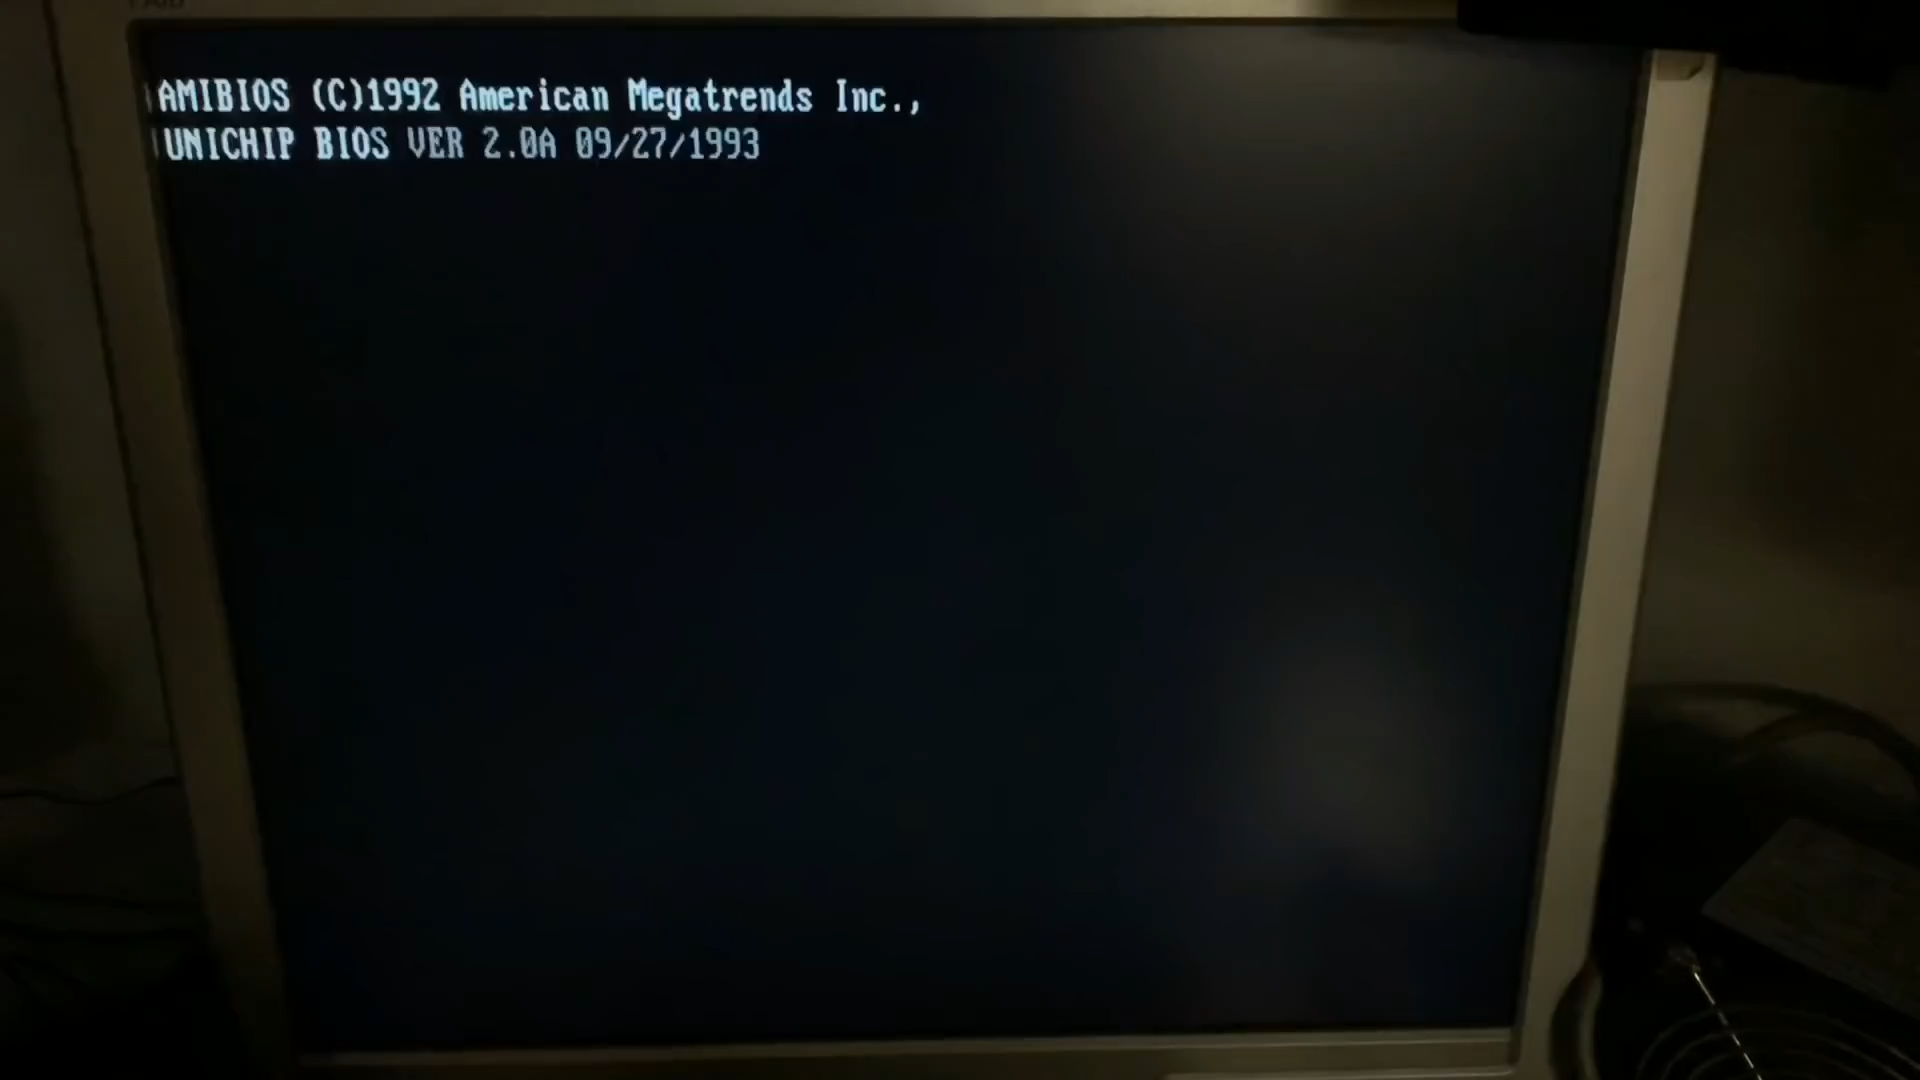 AMIBIOS (C)1992 American Megatrends Inc.,
UNICHIP BIOS VER 2.0A 09/27/1993